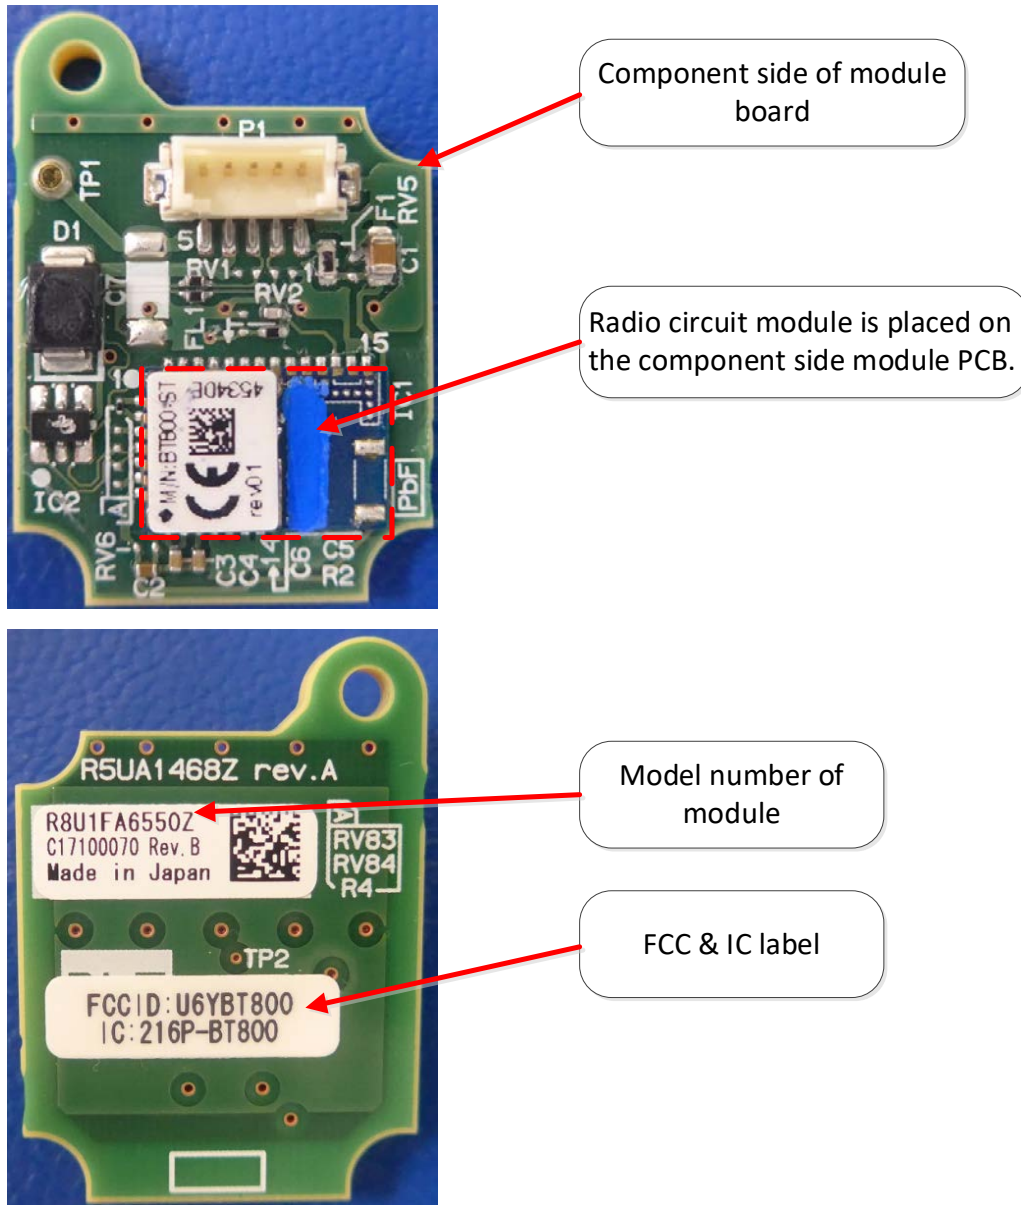 Component side of module
board
P1
TP1
RV5
F1
D1
5
C1
C7
RV1
1
RV2
FL1
Radio circuit module is placed on
the component side module PCB.
15
1
M/N:BT800-ST
45340E
rev01
CE
IC1
PbF
IC2
A
RV6
C2
C3
C4
14
C6
C5
R2
R5UA1468Z rev.A
Model number of
module
R8U1FA6550Z
C17100070 Rev.B
Made in Japan
A
RV83
RV84
R4
FCC & IC label
TP2
FCCID:U6YBT800
IC:216P-BT800